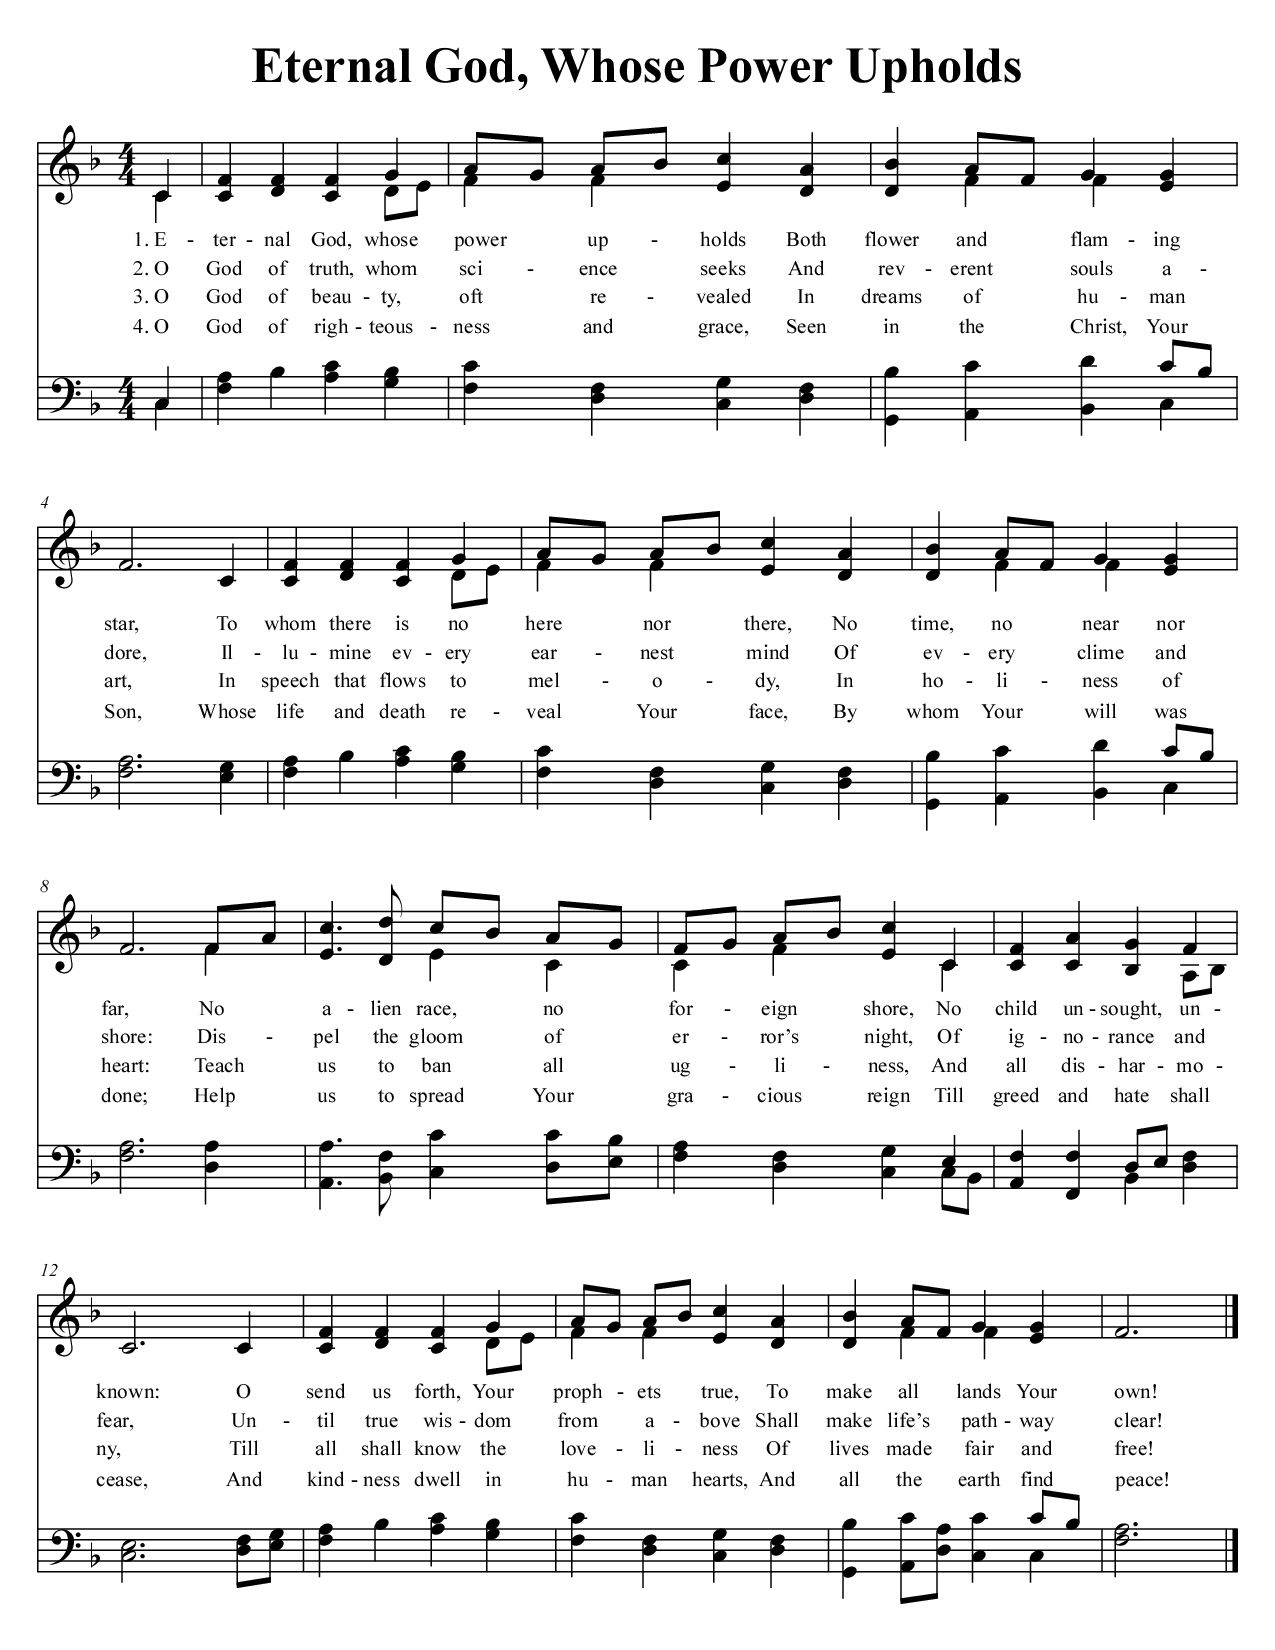 Eternal God, Whose Power Upholds
1. E - ter - nal God, whose power up - holds Both flower and flam - ing
2. O God of truth, whom sci - ence seeks And rev - erent souls a -
3. O God of beau - ty, oft re - vealed In dreams of hu - man
4. O God of righ - teous - ness and grace, Seen in the Christ, Your
4
star, To whom there is no here nor there, No time, no near nor
dore, Il - lu - mine ev - ery ear - nest mind Of ev - ery clime and
art, In speech that flows to mel - o - dy, In ho - li - ness of
Son, Whose life and death re - veal Your face, By whom Your will was
8
far, No a - lien race, no for - eign shore, No child un - sought, un -
shore: Dis - pel the gloom of er - ror’s night, Of ig - no - rance and
heart: Teach us to ban all ug - li - ness, And all dis - har - mo -
done; Help us to spread Your gra - cious reign Till greed and hate shall
12
known: O send us forth, Your proph - ets true, To make all lands Your own!
fear, Un - til true wis - dom from a - bove Shall make life’s path - way clear!
ny, Till all shall know the love - li - ness Of lives made fair and free!
cease, And kind - ness dwell in hu - man hearts, And all the earth find peace!